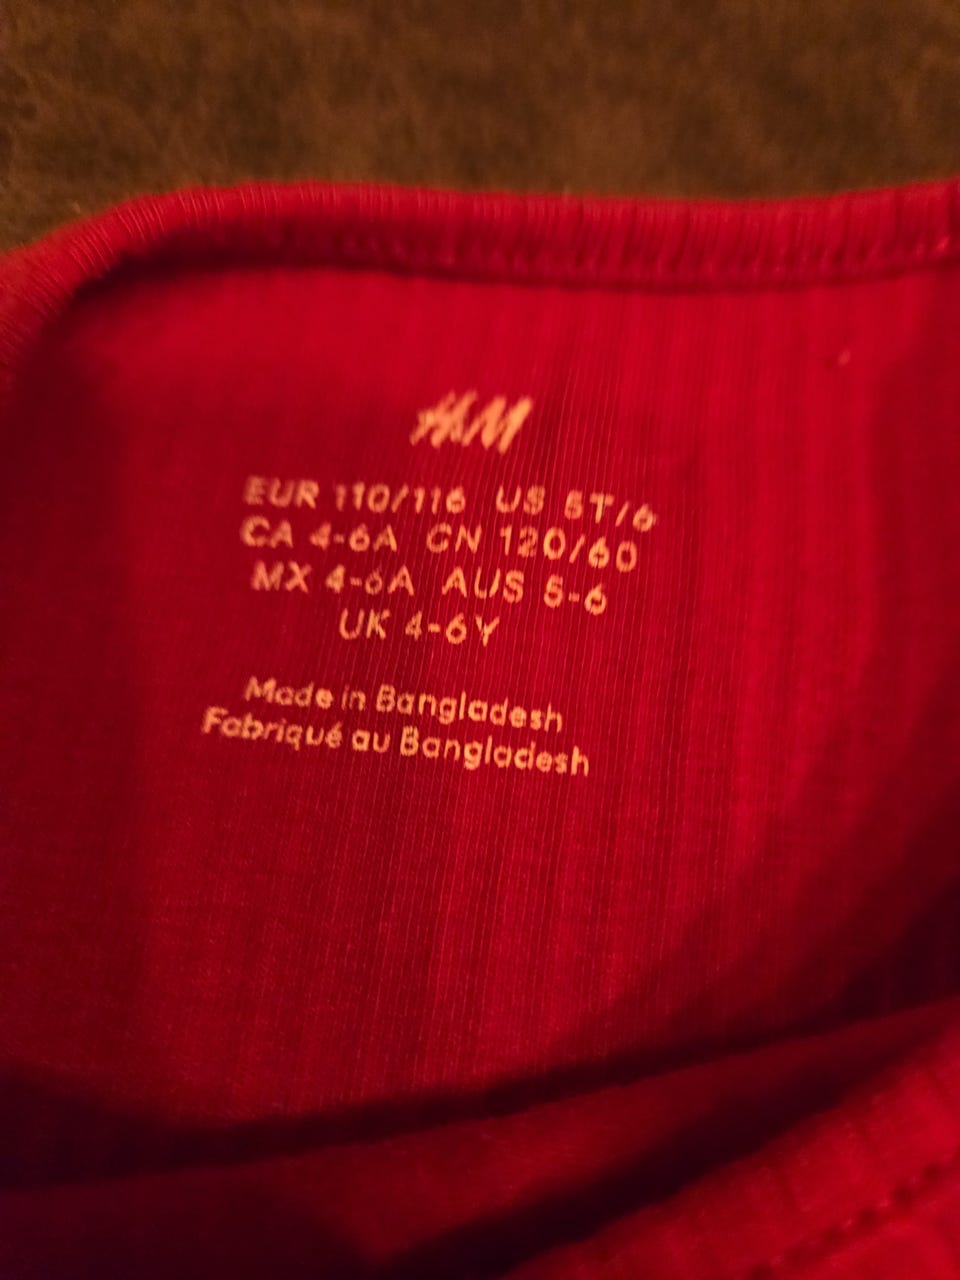 H&M
EUR 110/116 US 5T/6
CA 4-6A CN 120/60
MX 4-6A AUS 5-6
UK 4-6Y
Made in Bangladesh
Fabriqué au Bangladesh